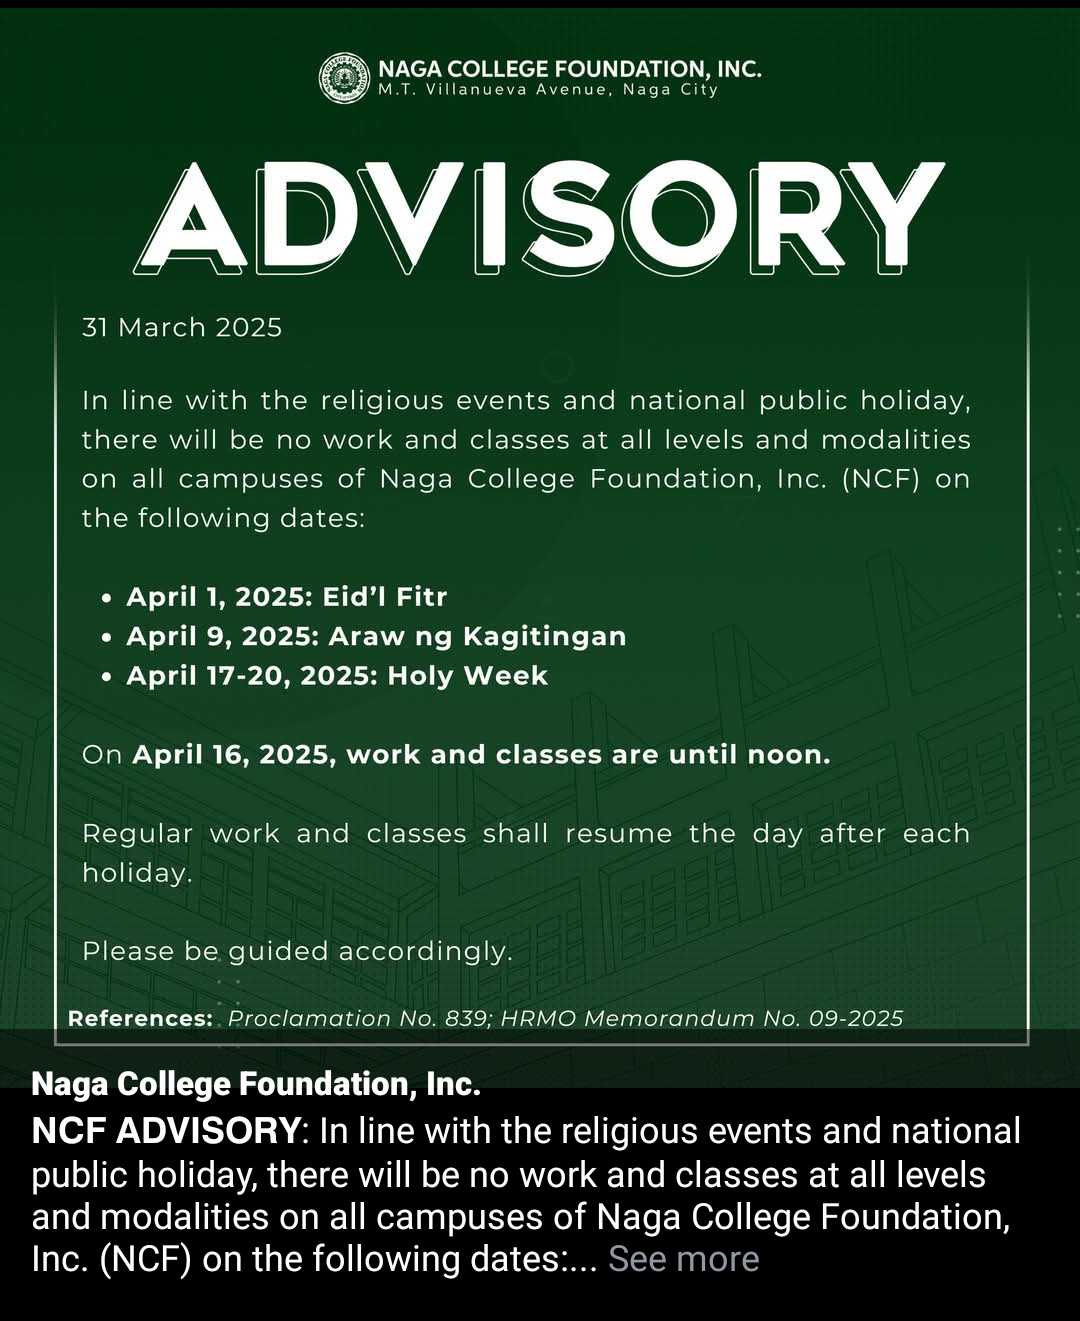 NAGA COLLEGE FOUNDATION, INC.
M.T. Villanueva Avenue, Naga City
ADVISORY
31 March 2025
In line with the religious events and national public holiday,
there will be no work and classes at all levels and modalities
on all campuses of Naga College Foundation, Inc. (NCF) on
the following dates:
• April 1, 2025: Eid’l Fitr
• April 9, 2025: Araw ng Kagitingan
• April 17-20, 2025: Holy Week
On April 16, 2025, work and classes are until noon.
Regular work and classes shall resume the day after each
holiday.
Please be guided accordingly.
References: Proclamation No. 839; HRMO Memorandum No. 09-2025
Naga College Foundation, Inc.
NCF ADVISORY: In line with the religious events and national
public holiday, there will be no work and classes at all levels
and modalities on all campuses of Naga College Foundation,
Inc. (NCF) on the following dates:... See more